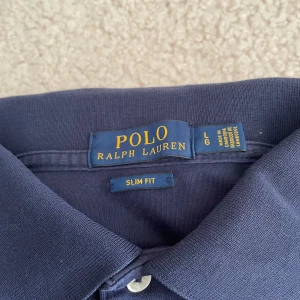 POLO
RALPH LAUREN
L
SLIM FIT